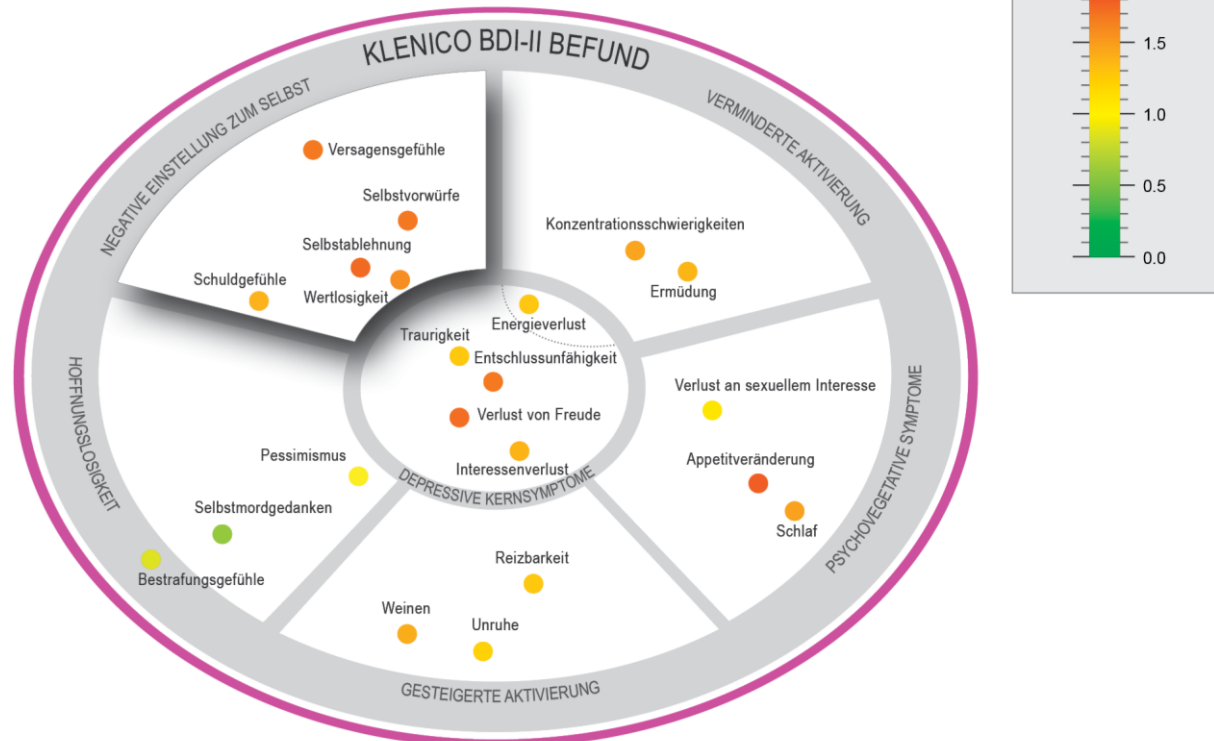 KLENICO BDI-II BEFUND
NEGATIVE EINSTELLUNG ZUM SELBST
Versagensgefühle
Selbstvorwürfe
Selbstablehnung
Schuldgefühle
Wertlosigkeit
VERMINDERTE AKTIVIERUNG
Konzentrationsschwierigkeiten
Ermüdung
Energieverlust
Traurigkeit
Entschlussunfähigkeit
Verlust von Freude
Interessenverlust
DEPRESSIVE KERNSYMPTOME
PSYCHOVEGETATIVE SYMPTOME
Verlust an sexuellem Interesse
Appetitveränderung
Schlaf
HOFFNUNGSLOSIGKEIT
Pessimismus
Selbstmordgedanken
Bestrafungsgefühle
Reizbarkeit
Weinen
Unruhe
GESTEIGERTE AKTIVIERUNG
1.5
1.0
0.5
0.0